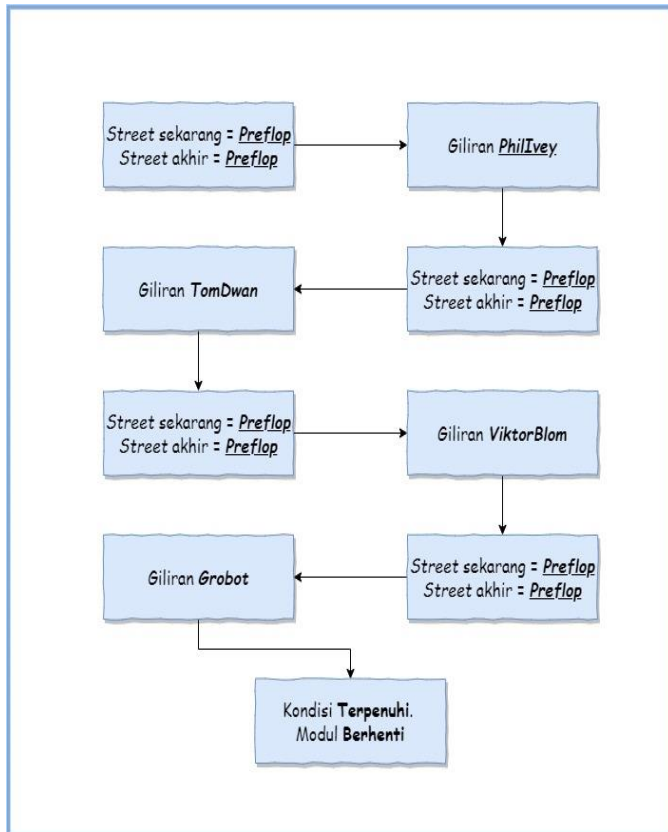 Street sekarang = Preflop
Street akhir = Preflop
Giliran PhilIvey
Street sekarang = Preflop
Street akhir = Preflop
Giliran TomDwan
Street sekarang = Preflop
Street akhir = Preflop
Giliran ViktorBlom
Street sekarang = Preflop
Street akhir = Preflop
Giliran Grobot
Kondisi Terpenuhi.
Modul Berhenti